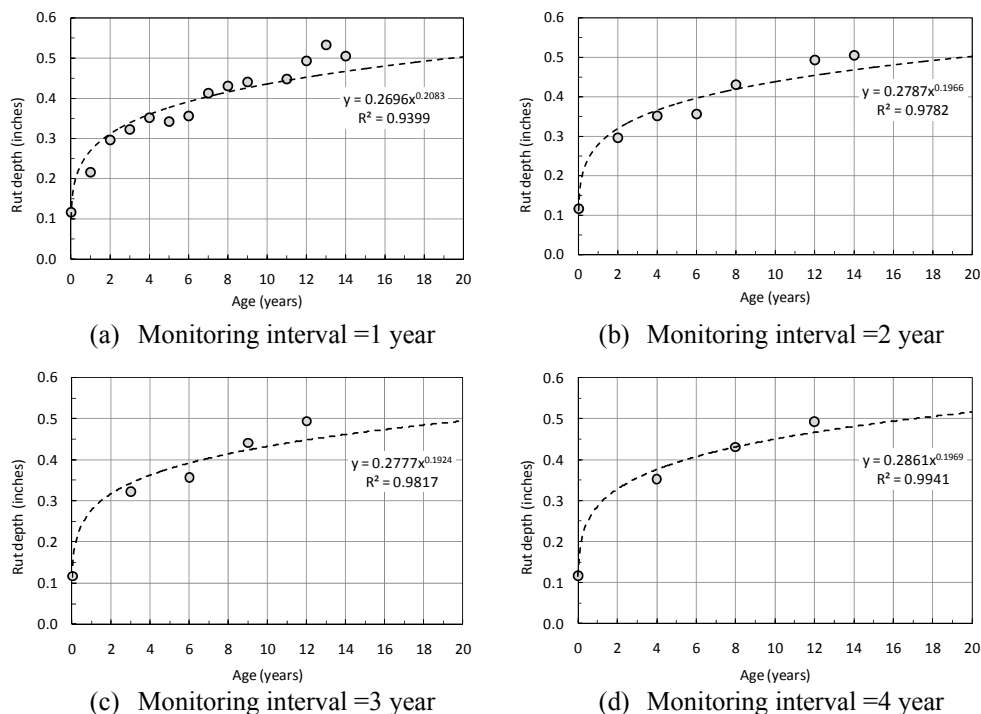 0.6
0.5
0.4
0.3
0.2
0.1
0.0
Rut depth (inches)
y = 0.2696x^0.2083
R² = 0.9399
0 2 4 6 8 10 12 14 16 18 20
Age (years)
(a) Monitoring interval =1 year
0.6
0.5
0.4
0.3
0.2
0.1
0.0
Rut depth (inches)
y = 0.2787x^0.1966
R² = 0.9782
0 2 4 6 8 10 12 14 16 18 20
Age (years)
(b) Monitoring interval =2 year
0.6
0.5
0.4
0.3
0.2
0.1
0.0
Rut depth (inches)
y = 0.2777x^0.1924
R² = 0.9817
0 2 4 6 8 10 12 14 16 18 20
Age (years)
(c) Monitoring interval =3 year
0.6
0.5
0.4
0.3
0.2
0.1
0.0
Rut depth (inches)
y = 0.2861x^0.1969
R² = 0.9941
0 2 4 6 8 10 12 14 16 18 20
Age (years)
(d) Monitoring interval =4 year